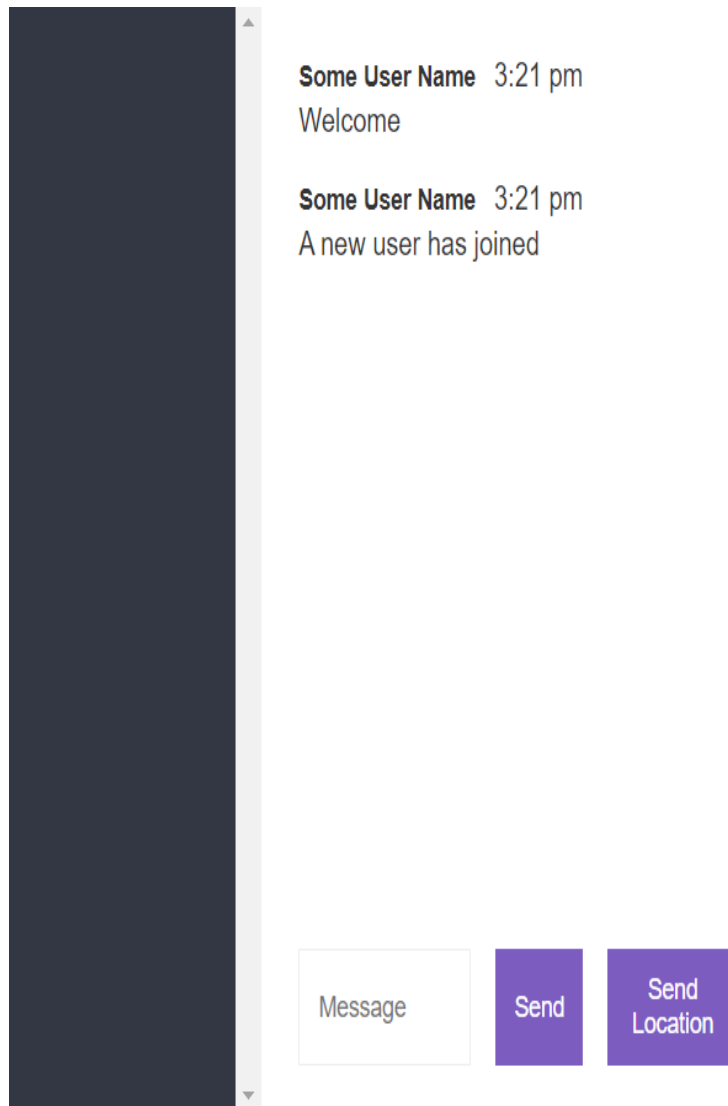 Some User Name 3:21 pm
Welcome
Some User Name 3:21 pm
A new user has joined
Message
Send
Send
Location